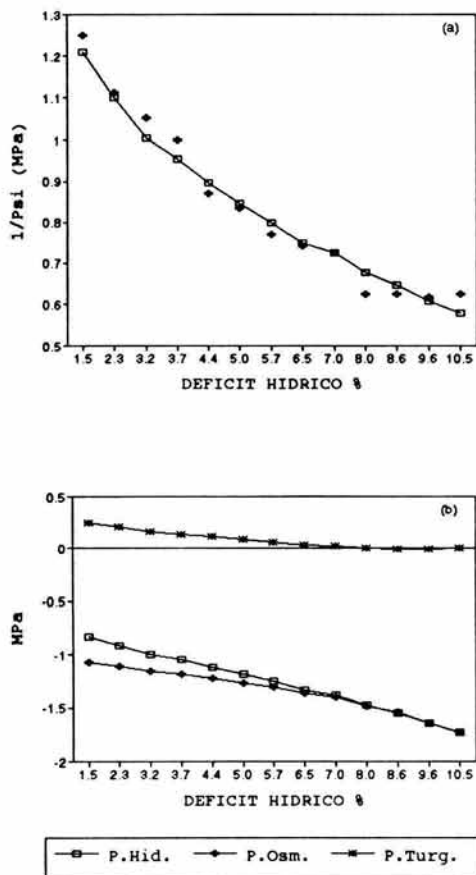 (a)
1.3
1.2
1.1
1
0.9
0.8
0.7
0.6
0.5
1/Psi (MPa)
1.5 2.3 3.2 3.7 4.4 5.0 5.7 6.5 7.0 8.0 8.6 9.6 10.5
DEFICIT HIDRICO %
(b)
0.5
0
-0.5
-1
-1.5
-2
MPa
1.5 2.3 3.2 3.7 4.4 5.0 5.7 6.5 7.0 8.0 8.6 9.6 10.5
DEFICIT HIDRICO %
P.Hid. P.Osm. P.Turg.